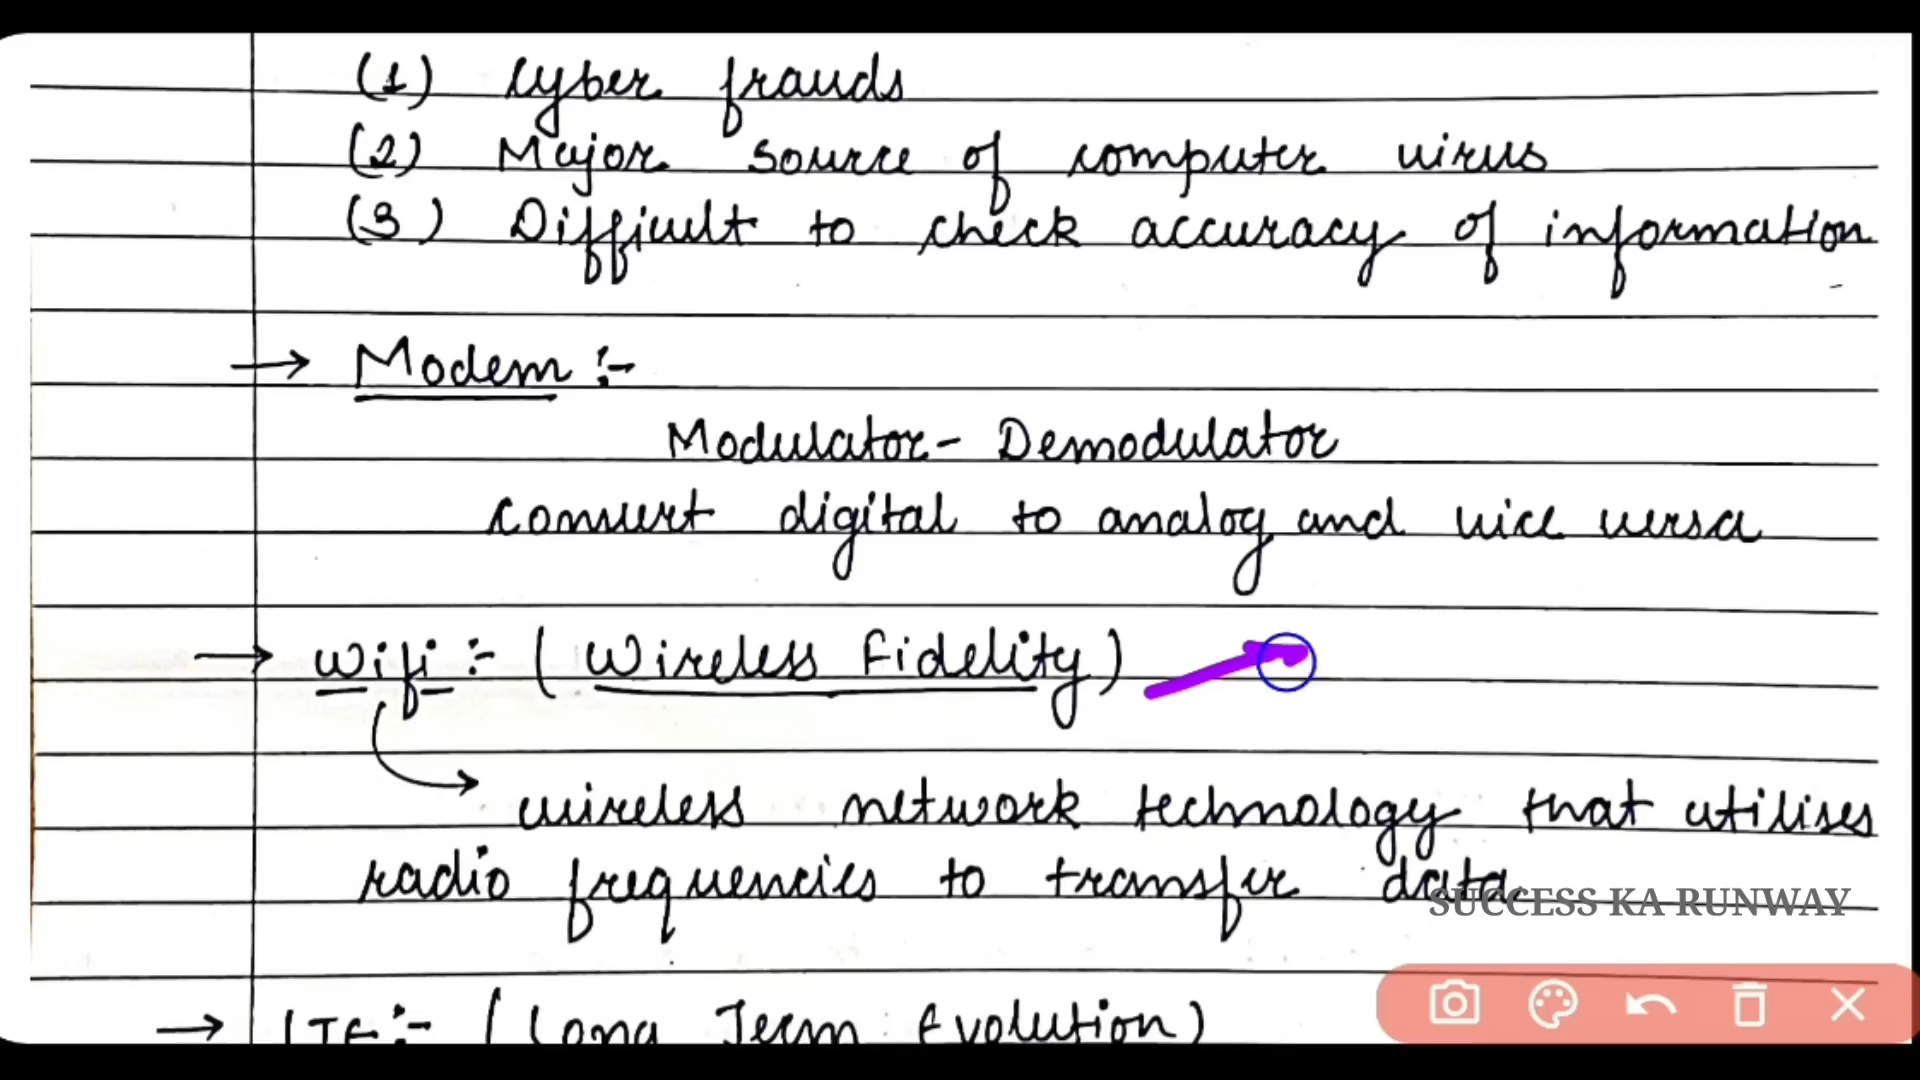 (1) Cyber frauds
(2) Major source of computer virus
(3) Difficult to check accuracy of information
→ Modem :-
Modulator - Demodulator
convert digital to analog and vice versa
→ Wifi :- (Wireless Fidelity)
wireless network technology that utilises
radio frequencies to transfer data
SUCCESS KA RUNWAY
→ LTE :- (Long Term Evolution)